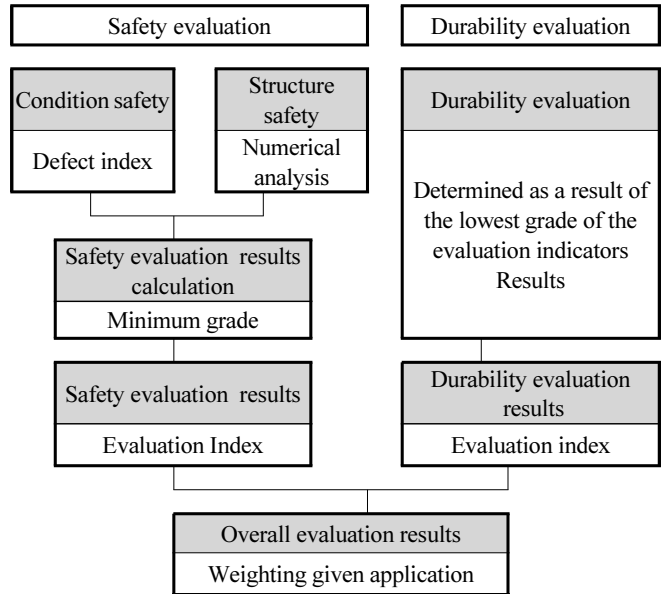 Safety evaluation
Durability evaluation
Condition safety
Defect index
Structure
safety
Numerical
analysis
Durability evaluation
Determined as a result of
the lowest grade of the
evaluation indicators
Results
Safety evaluation results
calculation
Minimum grade
Safety evaluation results
Evaluation Index
Durability evaluation
results
Evaluation index
Overall evaluation results
Weighting given application